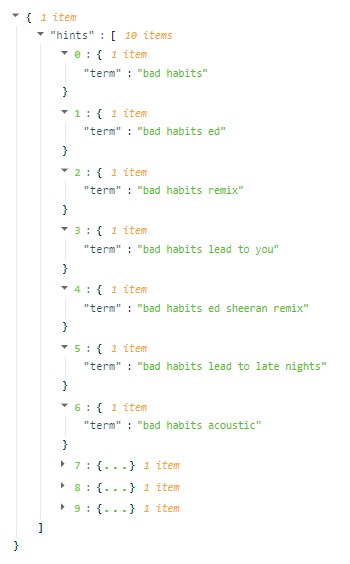 { 1 item
"hints" : [ 10 items
0 : { 1 item
"term" : "bad habits"
}
1 : { 1 item
"term" : "bad habits ed"
}
2 : { 1 item
"term" : "bad habits remix"
}
3 : { 1 item
"term" : "bad habits lead to you"
}
4 : { 1 item
"term" : "bad habits ed sheeran remix"
}
5 : { 1 item
"term" : "bad habits lead to late nights"
}
6 : { 1 item
"term" : "bad habits acoustic"
}
7 : {...} 1 item
8 : {...} 1 item
9 : {...} 1 item
]
}